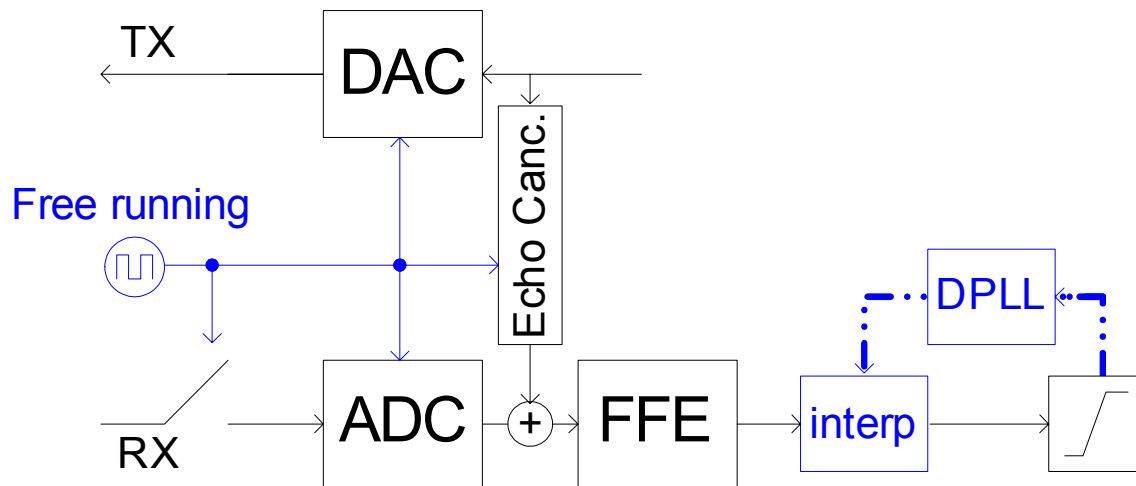 TX
DAC
Echo Canc.
Free running
DPLL
RX
ADC
+
FFE
interp